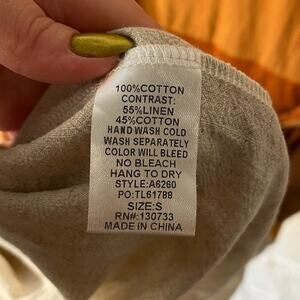 100%COTTON
CONTRAST:
55%LINEN
45%COTTON
HAND WASH COLD
WASH SEPARATELY
COLOR WILL BLEED
NO BLEACH
HANG TO DRY
STYLE:A6260
PO:TL61788
SIZE:S
RN#:130733
MADE IN CHINA